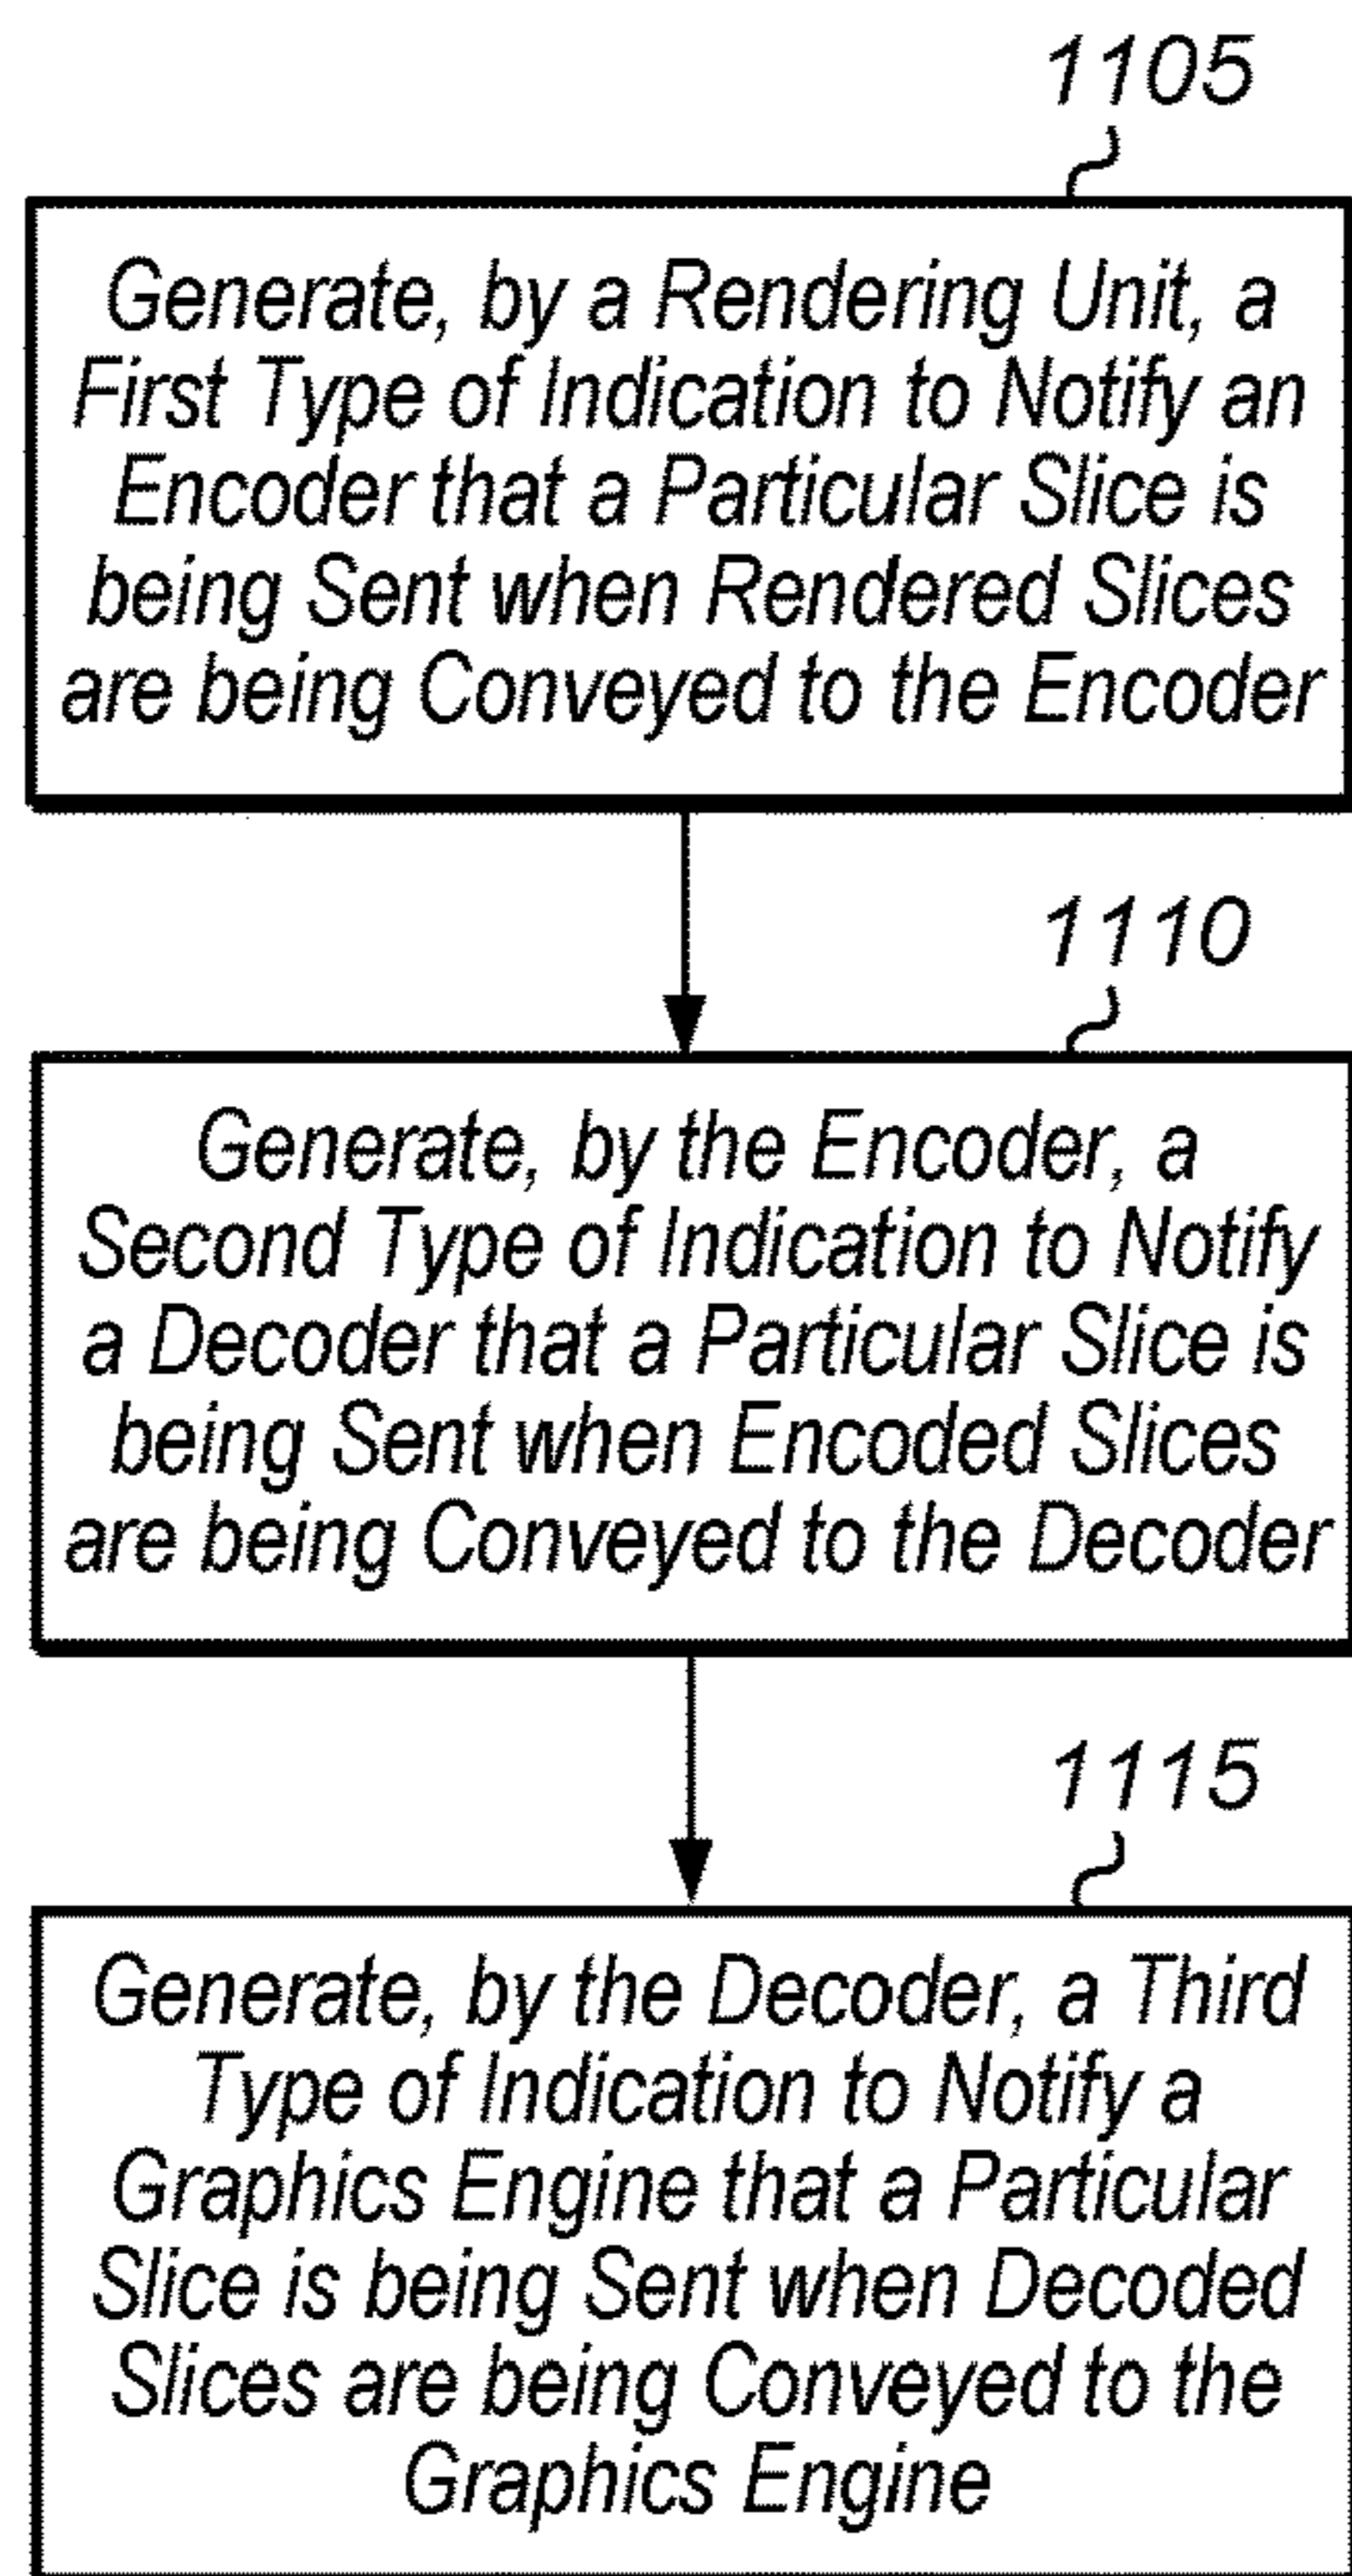 1105
Generate, by a Rendering Unit, a
First Type of Indication to Notify an
Encoder that a Particular Slice is
being Sent when Rendered Slices
are being Conveyed to the Encoder
1110
Generate, by the Encoder, a
Second Type of Indication to Notify
a Decoder that a Particular Slice is
being Sent when Encoded Slices
are being Conveyed to the Decoder
1115
Generate, by the Decoder, a Third
Type of Indication to Notify a
Graphics Engine that a Particular
Slice is being Sent when Decoded
Slices are being Conveyed to the
Graphics Engine